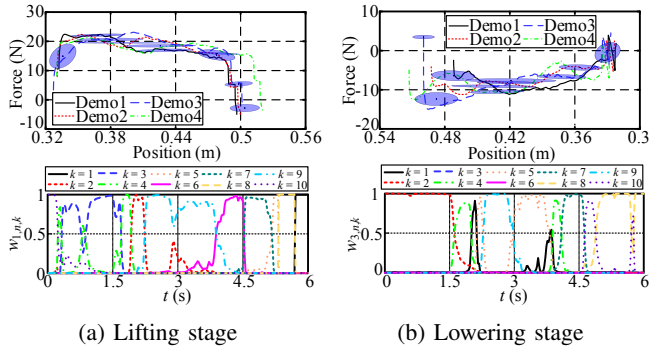 30
20
10
0
-10
Force (N)
Demo1 Demo3
Demo2 Demo4
0.32 0.38 0.44 0.5 0.56
Position (m)
k = 1 k = 3 k = 5 k = 7 k = 9
k = 2 k = 4 k = 6 k = 8 k = 10
1
0.5
0
w1,n,k
0 1.5 3 4.5 6
t (s)
(a) Lifting stage
10
0
-10
-20
Force (N)
Demo1 Demo3
Demo2 Demo4
0.54 0.48 0.42 0.36 0.3
Position (m)
k = 1 k = 3 k = 5 k = 7 k = 9
k = 2 k = 4 k = 6 k = 8 k = 10
1
0.5
0
w3,n,k
0 1.5 3 4.5 6
t (s)
(b) Lowering stage